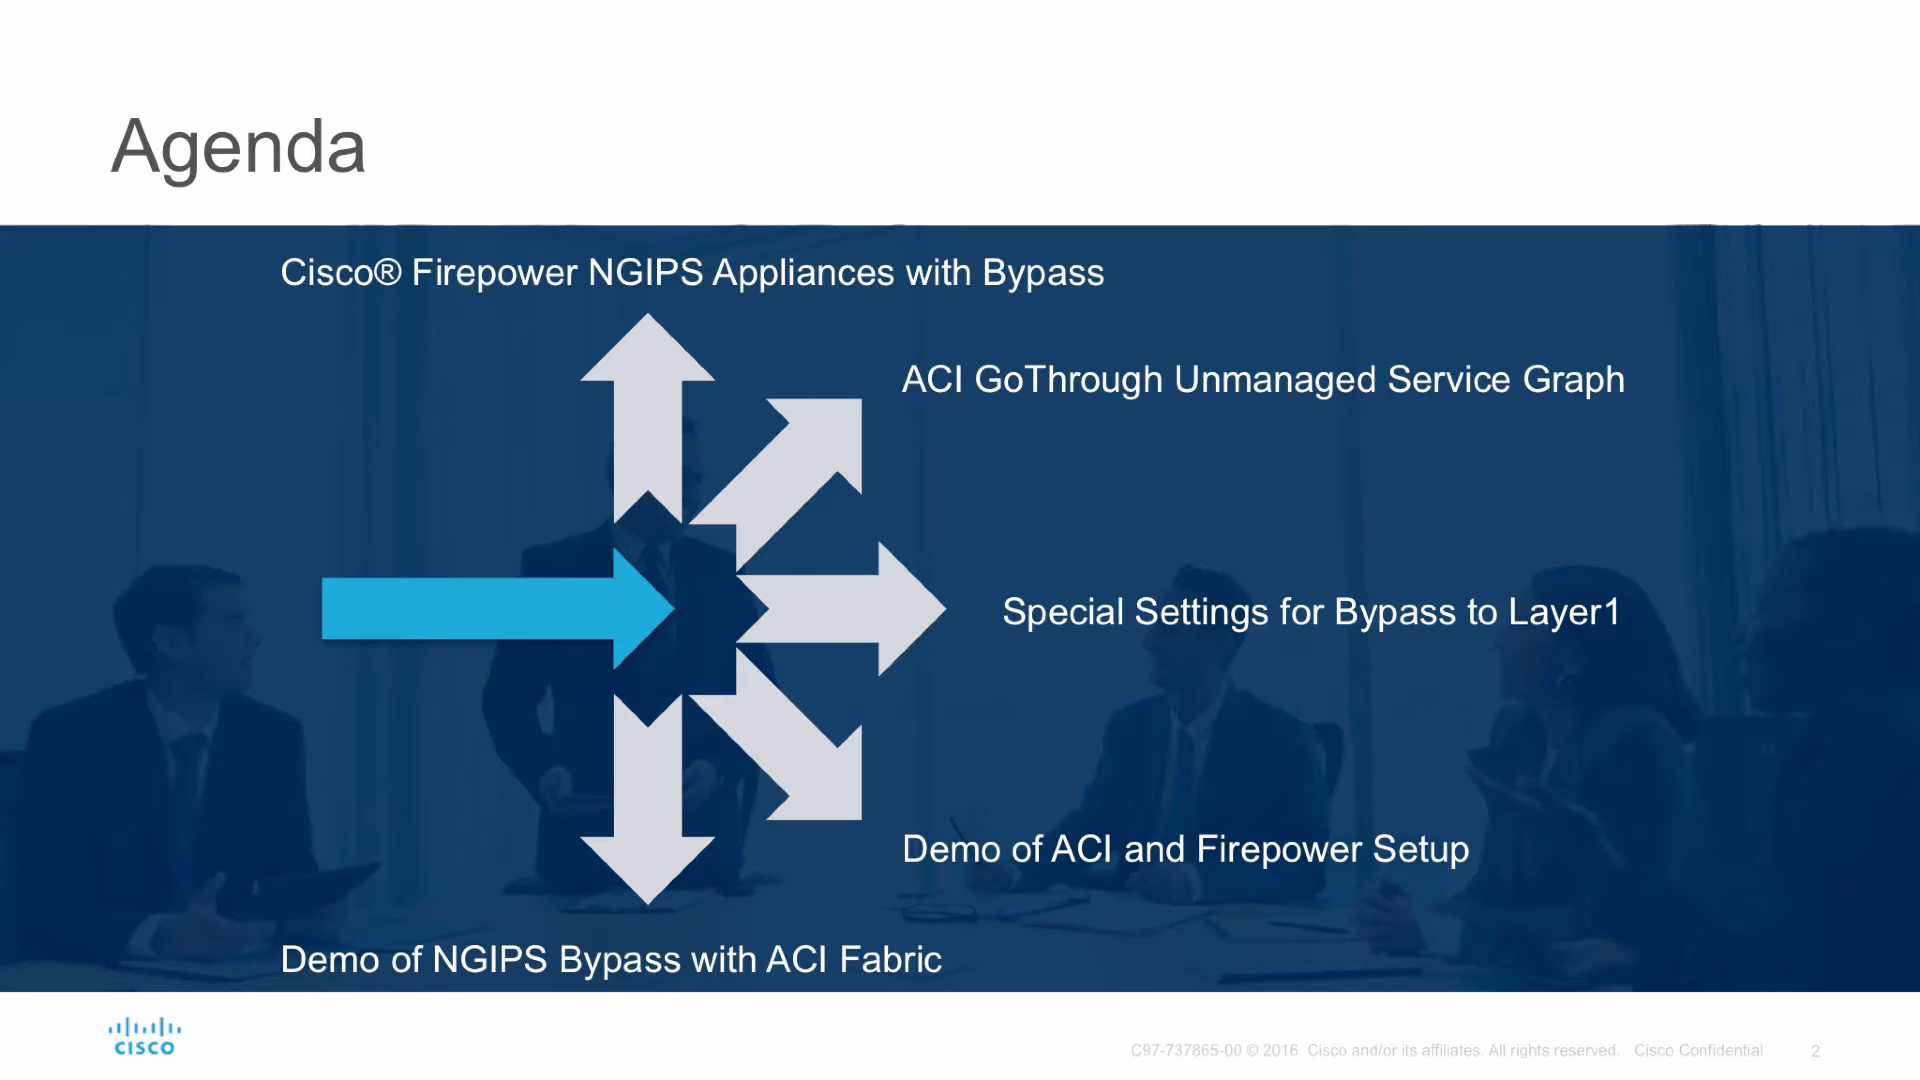 Agenda
Cisco® Firepower NGIPS Appliances with Bypass
ACI GoThrough Unmanaged Service Graph
Special Settings for Bypass to Layer1
Demo of ACI and Firepower Setup
Demo of NGIPS Bypass with ACI Fabric
CISCO
C97-737865-00 © 2016 Cisco and/or its affiliates. All rights reserved. Cisco Confidential 2